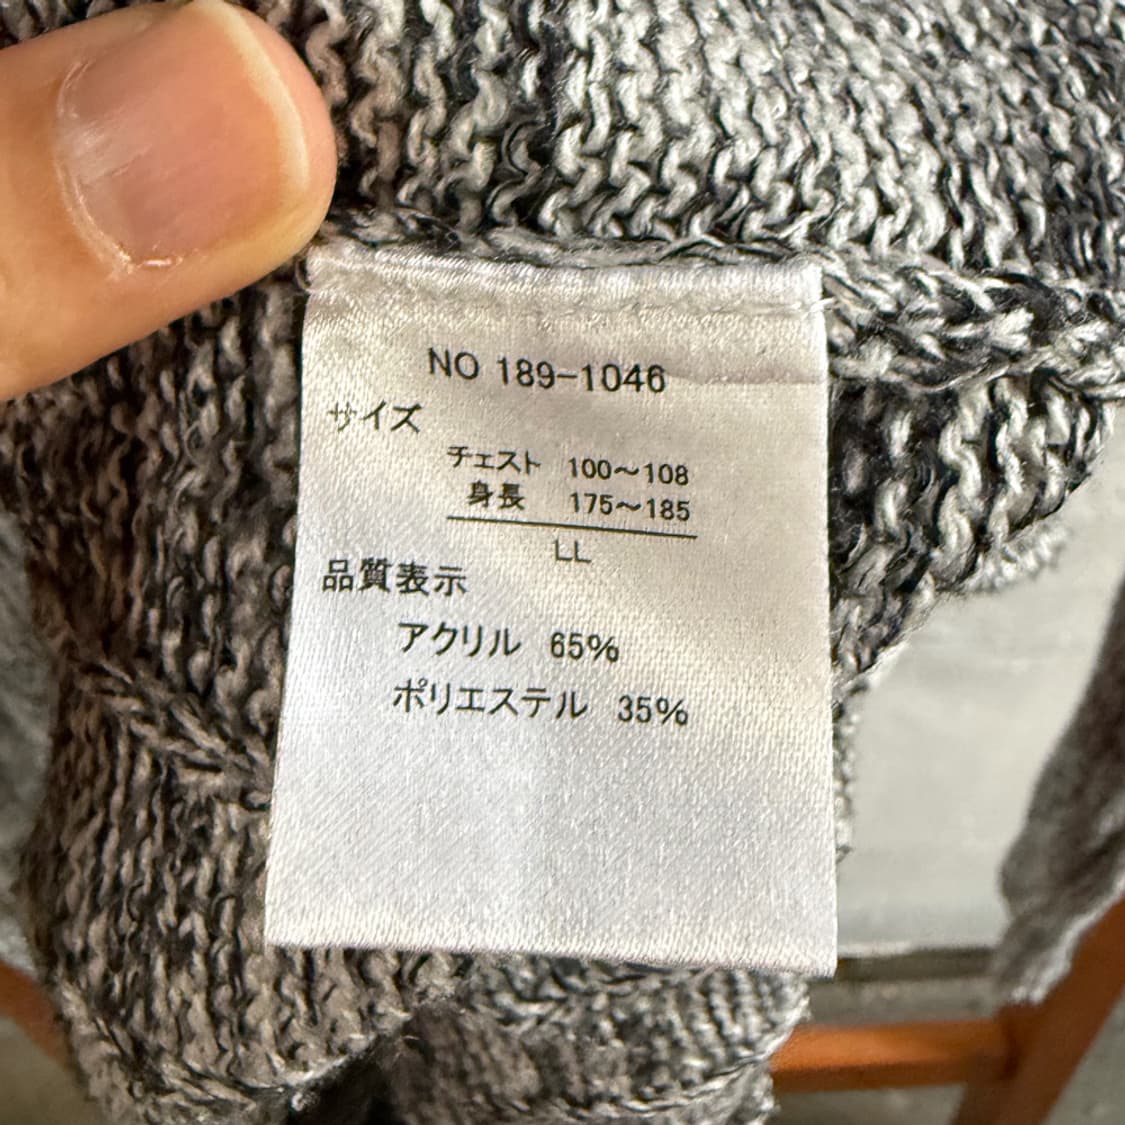 NO 189-1046
サイズ
チェスト 100～108
身長 175～185
LL
品質表示
アクリル 65%
ポリエステル 35%